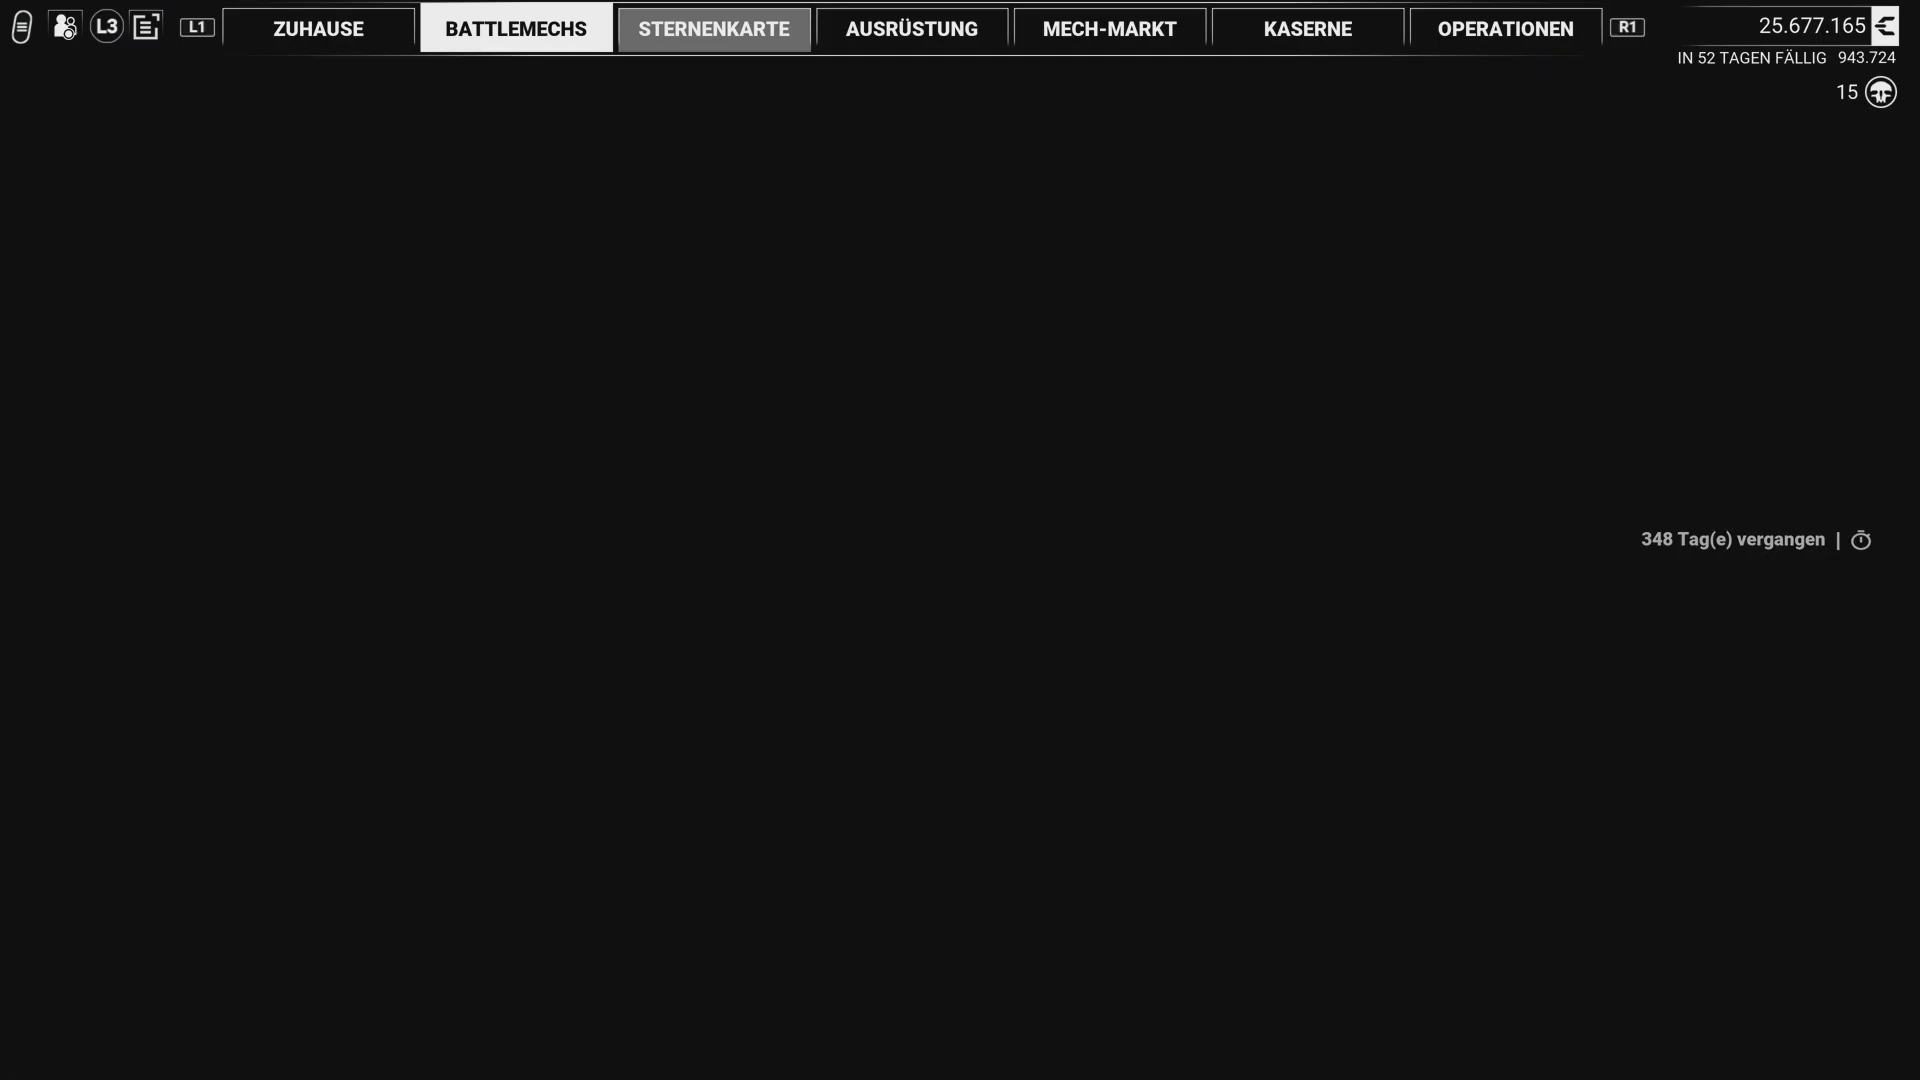 L3 L1 ZUHAUSE BATTLEMECHS STERNENKARTE AUSRÜSTUNG MECH-MARKT KASERNE OPERATIONEN R1 25.677.165
IN 52 TAGEN FÄLLIG 943.724
15
348 Tag(e) vergangen |